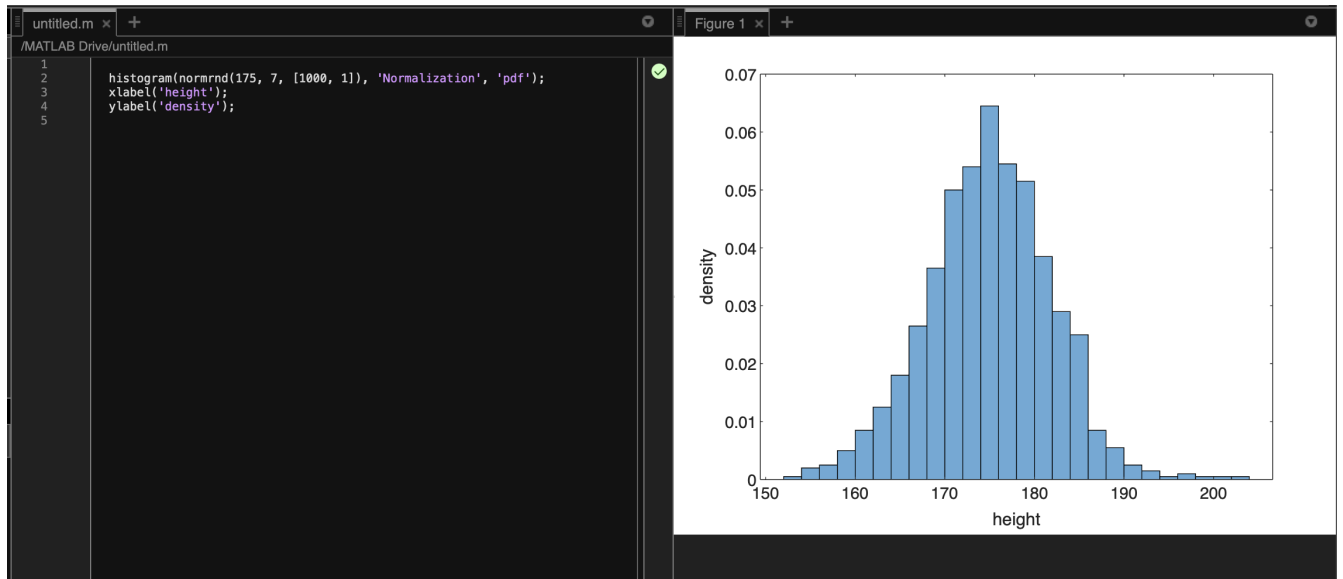 untitled.m × +
/MATLAB Drive/untitled.m
1
2 histogram(normrnd(175, 7, [1000, 1]), 'Normalization', 'pdf');
3 xlabel('height');
4 ylabel('density');
5
Figure 1 × +
0.07
0.06
0.05
0.04
0.03
0.02
0.01
0
density
150 160 170 180 190 200
height